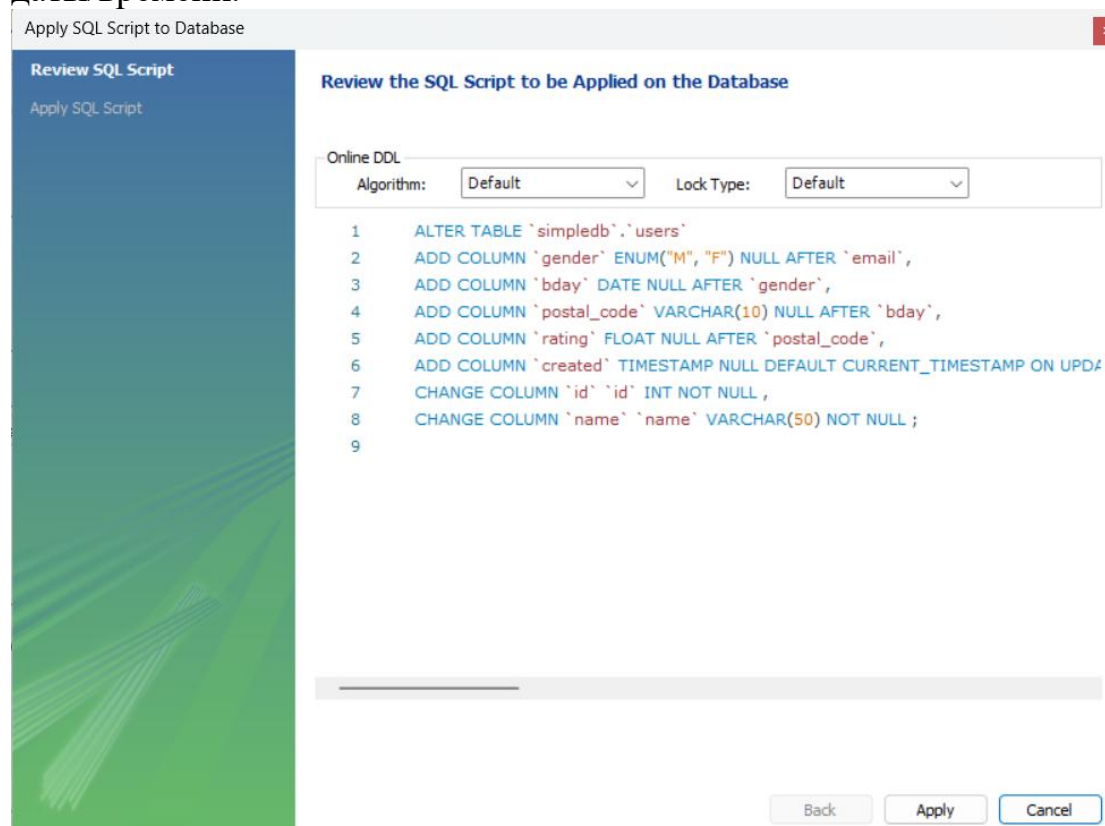 Apply SQL Script to Database
Review SQL Script
Apply SQL Script
Review the SQL Script to be Applied on the Database
Online DDL
Algorithm: Default Lock Type: Default
1 ALTER TABLE `simpledb`.`users`
2 ADD COLUMN `gender` ENUM("M", "F") NULL AFTER `email`,
3 ADD COLUMN `bday` DATE NULL AFTER `gender`,
4 ADD COLUMN `postal_code` VARCHAR(10) NULL AFTER `bday`,
5 ADD COLUMN `rating` FLOAT NULL AFTER `postal_code`,
6 ADD COLUMN `created` TIMESTAMP NULL DEFAULT CURRENT_TIMESTAMP ON UPDA
7 CHANGE COLUMN `id` `id` INT NOT NULL ,
8 CHANGE COLUMN `name` `name` VARCHAR(50) NOT NULL ;
9
Back Apply Cancel